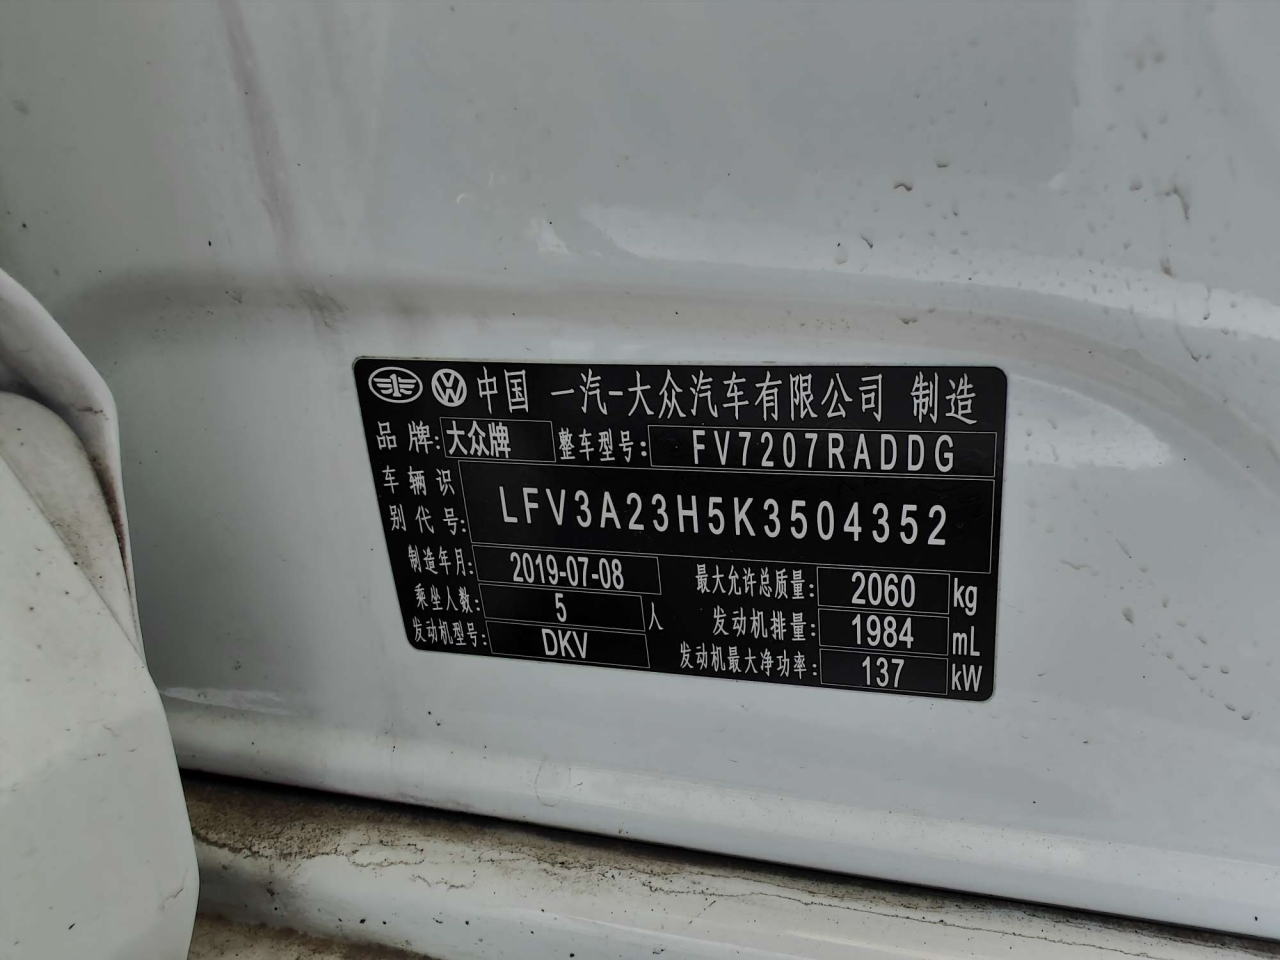 中国 一汽-大众汽车有限公司 制造
品牌: 大众牌 整车型号: FV7207RADDG
车辆识别代号: LFV3A23H5K3504352
制造年月: 2019-07-08 最大允许总质量: 2060 kg
乘坐人数: 5 人 发动机排量: 1984 mL
发动机型号: DKV 发动机最大净功率: 137 kW